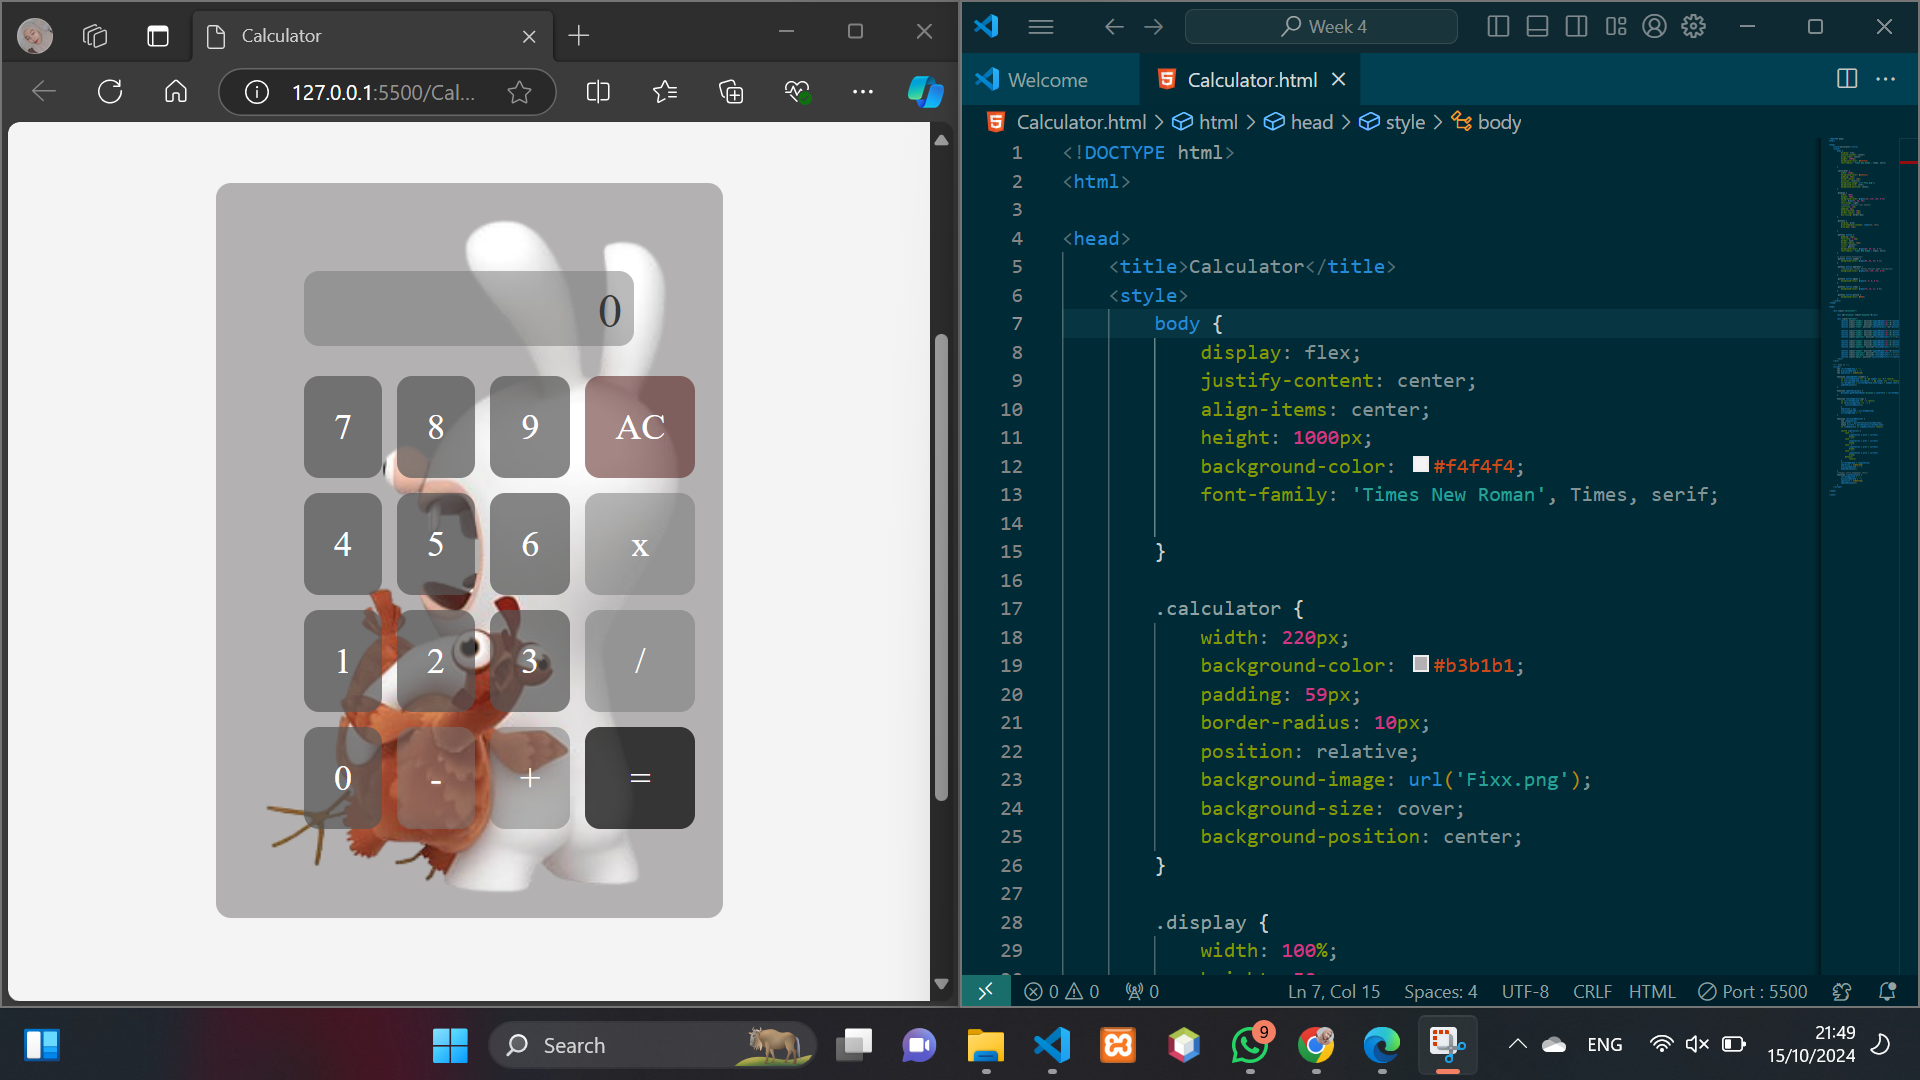 Calculator
127.0.0.1:5500/Cal...
0
7 8 9 AC
4 5 6 x
1 2 3 /
0 - + =
Week 4
Welcome
Calculator.html
Calculator.html > html > head > style > body
1 <!DOCTYPE html>
2 <html>
3
4 <head>
5 <title>Calculator</title>
6 <style>
7 body {
8 display: flex;
9 justify-content: center;
10 align-items: center;
11 height: 1000px;
12 background-color: #f4f4f4;
13 font-family: 'Times New Roman', Times, serif;
14
15 }
16
17 .calculator {
18 width: 220px;
19 background-color: #b3b1b1;
20 padding: 59px;
21 border-radius: 10px;
22 position: relative;
23 background-image: url('Fixx.png');
24 background-size: cover;
25 background-position: center;
26 }
27
28 .display {
29 width: 100%;
0 0 0 Ln 7, Col 15 Spaces: 4 UTF-8 CRLF HTML Port : 5500
Search
9
ENG
21:49
15/10/2024